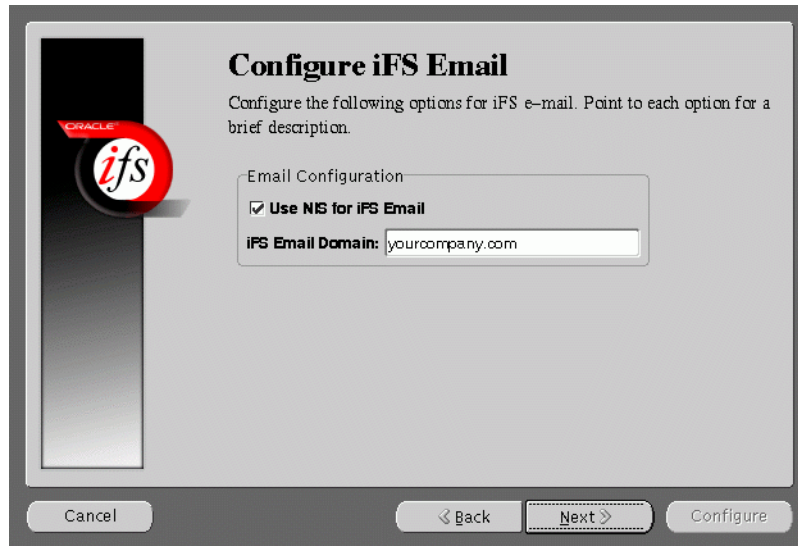 Configure iFS Email
Configure the following options for iFS e-mail. Point to each option for a
brief description.
ORACLE
ifs
Email Configuration
Use NIS for iFS Email
iFS Email Domain: yourcompany.com
Cancel
Back
Next
Configure